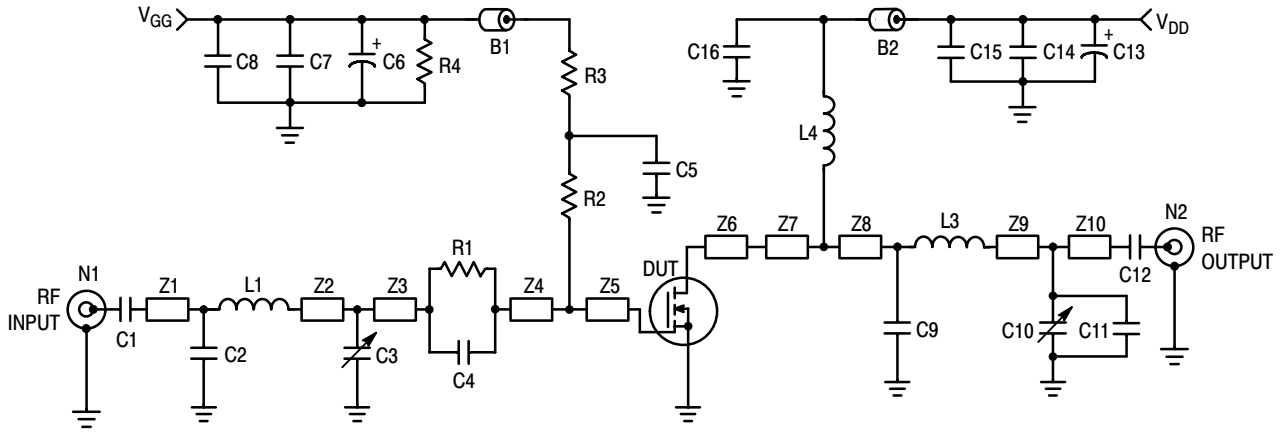 VGG
B1
C8
C7
+
C6
R4
R3
C5
R2
C16
B2
VDD
C15
C14
+
C13
L4
N1
RF
INPUT
C1
Z1
L1
Z2
Z3
R1
C4
Z4
Z5
C2
C3
DUT
Z6
Z7
Z8
L3
Z9
Z10
C12
N2
RF
OUTPUT
C9
C10
C11